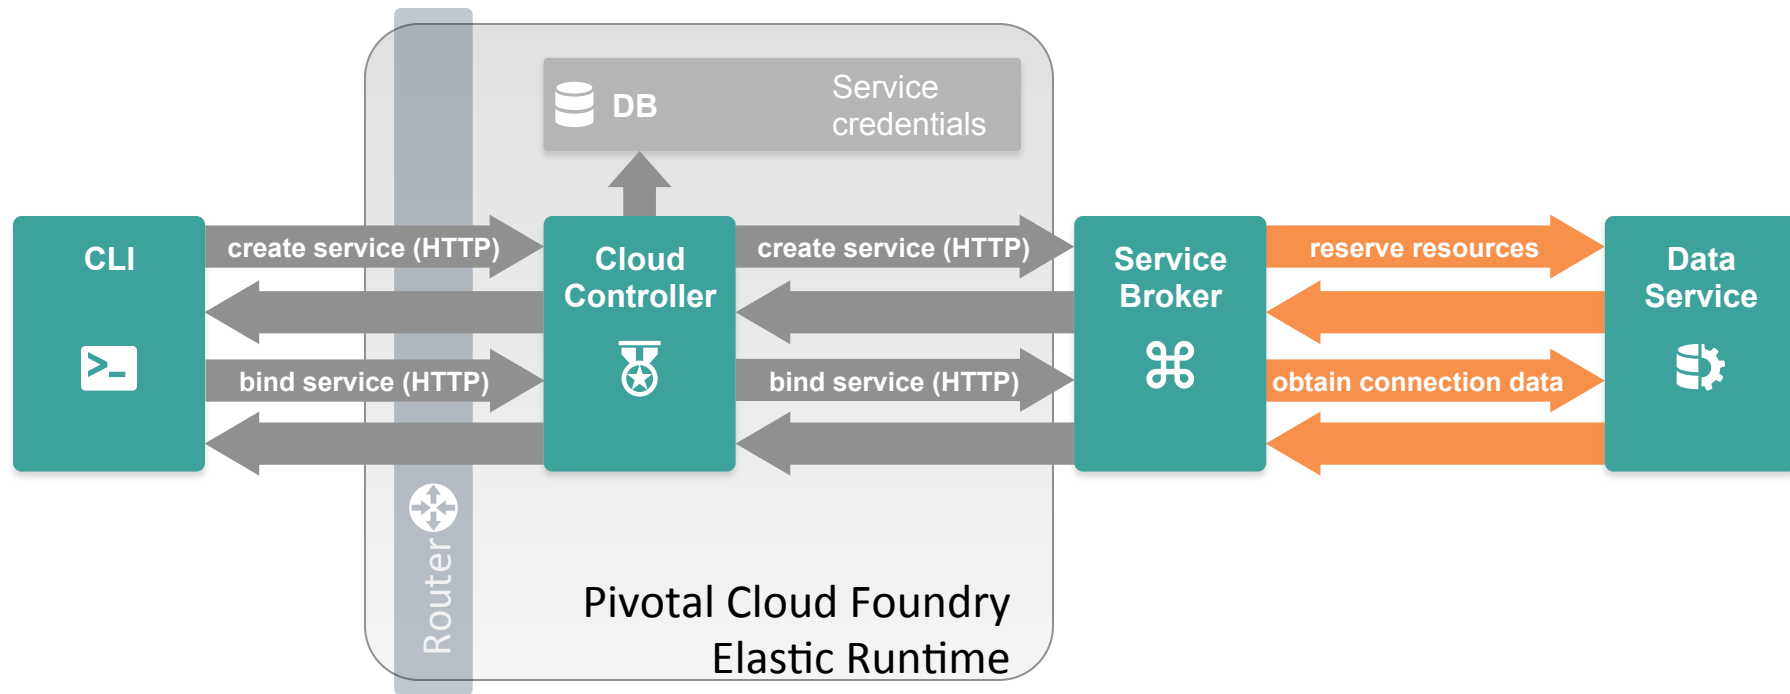 DB
Service
credentials
CLI
create service (HTTP)
Cloud
Controller
create service (HTTP)
Service
Broker
reserve resources
Data
Service
>_
bind service (HTTP)
bind service (HTTP)
obtain connection data
Router
Pivotal Cloud Foundry
Elastic Runtime